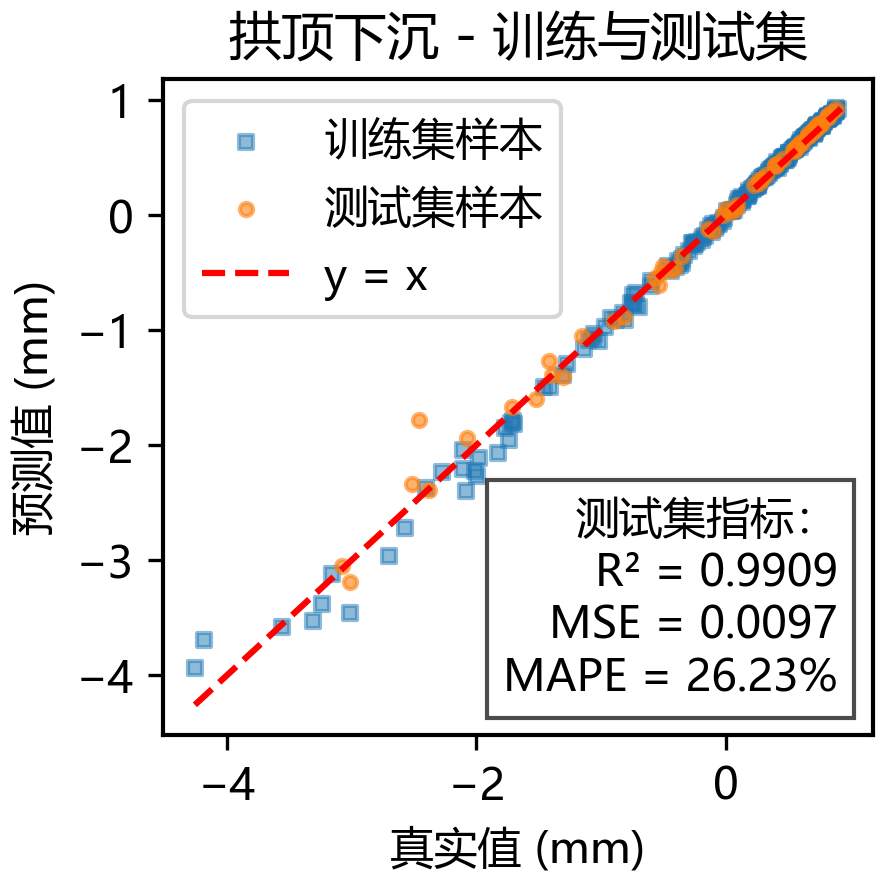 拱顶下沉 - 训练与测试集
训练集样本
测试集样本
y = x
1
0
−1
−2
−3
−4
预测值 (mm)
测试集指标：
R² = 0.9909
MSE = 0.0097
MAPE = 26.23%
−4
−2
0
真实值 (mm)